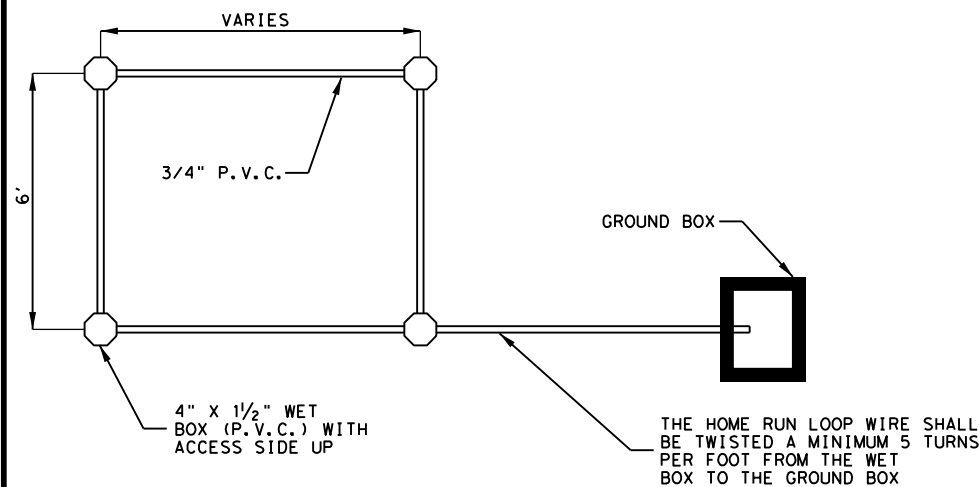 VARIES
3/4" P.V.C.
6'
GROUND BOX
4" X 1½" WET
BOX (P.V.C.) WITH
ACCESS SIDE UP
THE HOME RUN LOOP WIRE SHALL
BE TWISTED A MINIMUM 5 TURNS
PER FOOT FROM THE WET
BOX TO THE GROUND BOX